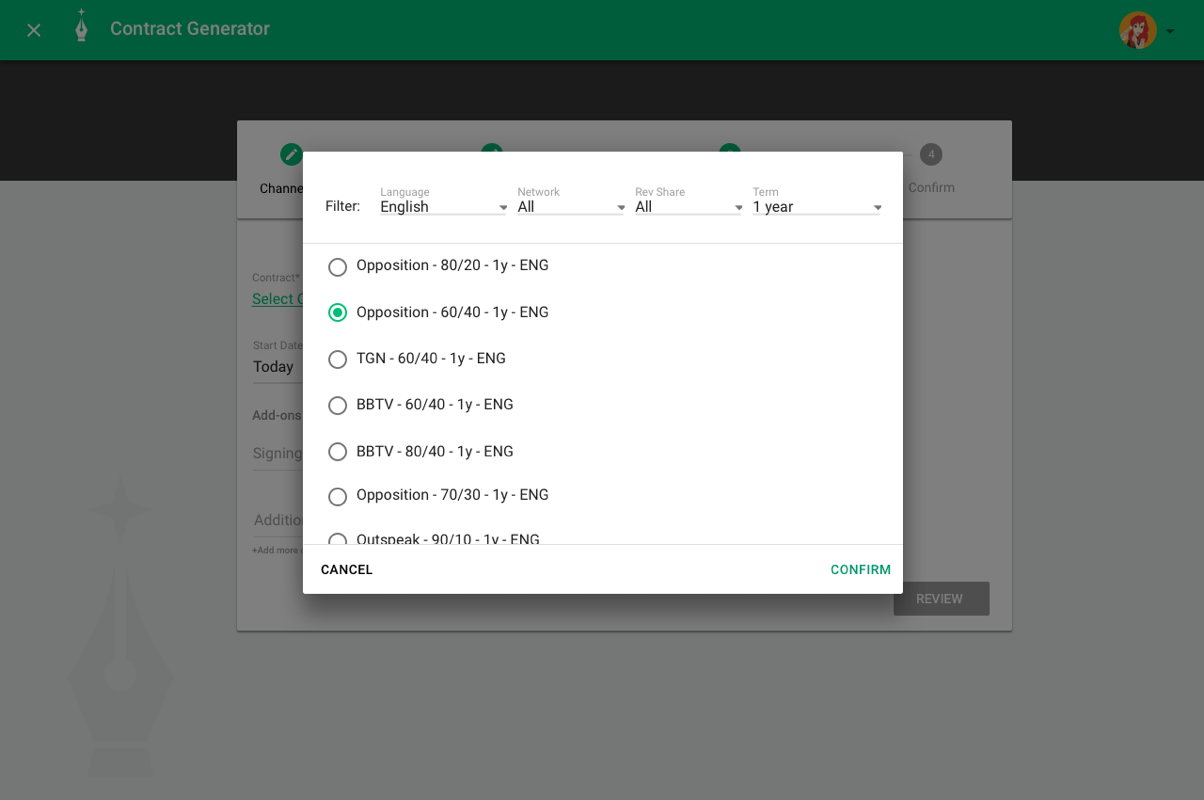 Contract Generator
4
Channe
Confirm
Filter:
Language
English
Network
All
Rev Share
All
Term
1 year
Contract*
Select
Start Date
Today
Add-ons
Signing
Additio
+Add more
Opposition - 80/20 - 1y - ENG
Opposition - 60/40 - 1y - ENG
TGN - 60/40 - 1y - ENG
BBTV - 60/40 - 1y - ENG
BBTV - 80/40 - 1y - ENG
Opposition - 70/30 - 1y - ENG
Outspeak - 90/10 - 1y - ENG
CANCEL
CONFIRM
REVIEW